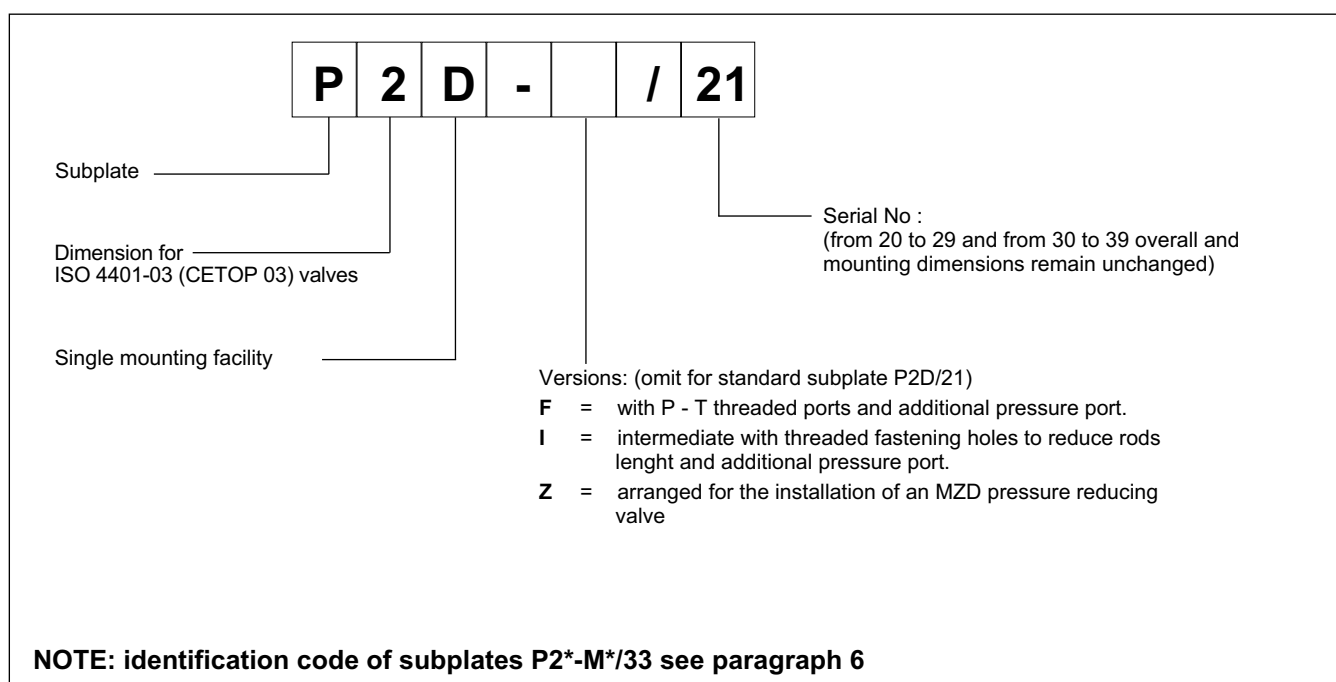 P 2 D - / 21
Subplate
Serial No :
(from 20 to 29 and from 30 to 39 overall and
mounting dimensions remain unchanged)
Dimension for
ISO 4401-03 (CETOP 03) valves
Single mounting facility
Versions: (omit for standard subplate P2D/21)
F = with P - T threaded ports and additional pressure port.
I = intermediate with threaded fastening holes to reduce rods
lenght and additional pressure port.
Z = arranged for the installation of an MZD pressure reducing
valve
NOTE: identification code of subplates P2*-M*/33 see paragraph 6